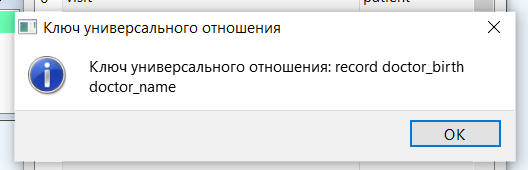 visit patient
Ключ универсального отношения
Ключ универсального отношения: record doctor_birth
doctor_name
OK